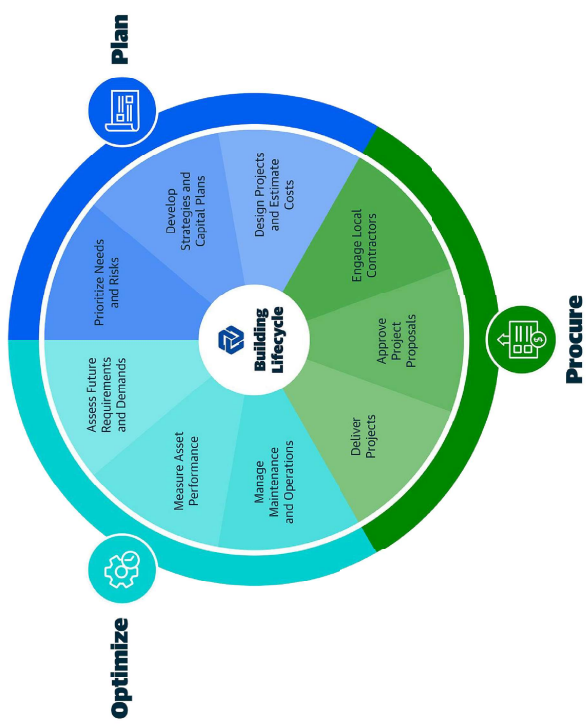 Plan
Prioritize Needs
and Risks
Develop
Strategies and
Capital Plans
Design Projects
and Estimate
Costs
Procure
Engage Local
Contractors
Approve
Project
Proposals
Deliver
Projects
Optimize
Manage
Maintenance
and Operations
Measure Asset
Performance
Assess Future
Requirements
and Demands
Building
Lifecycle
$